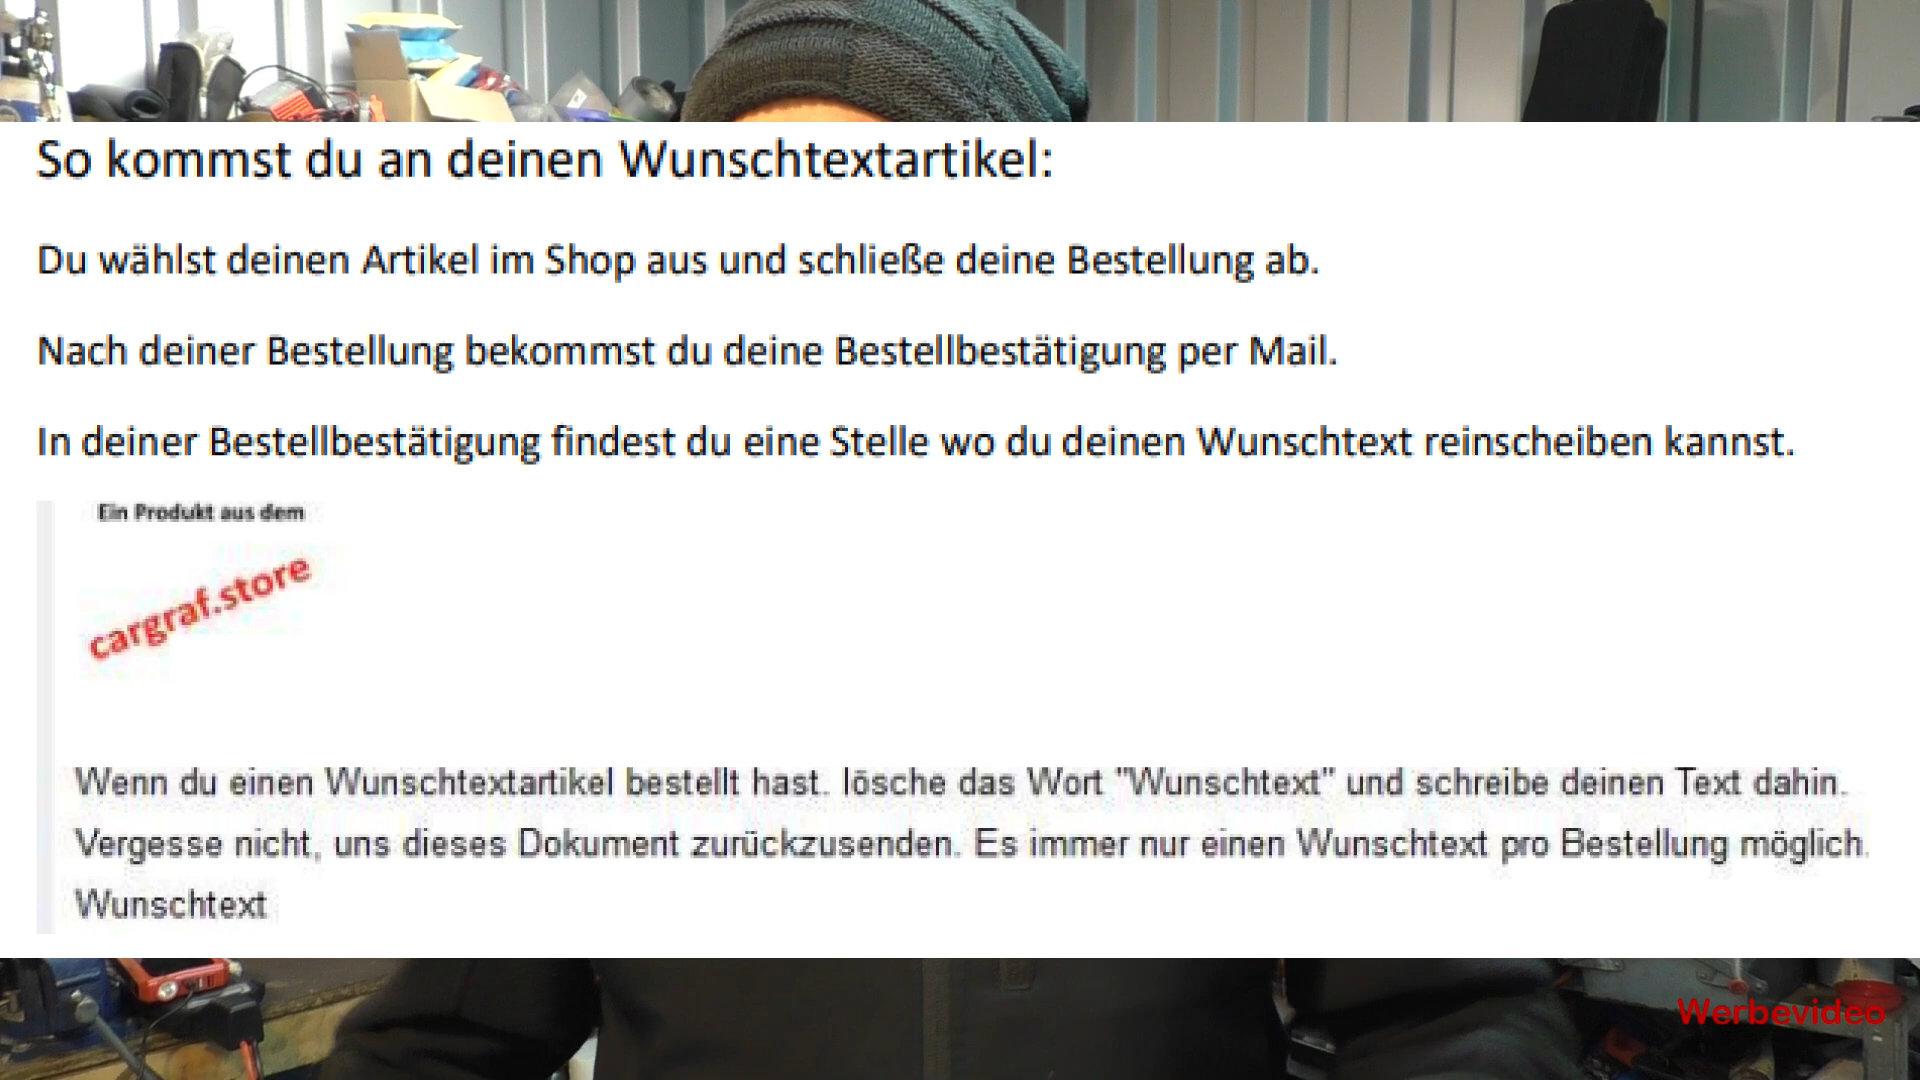 So kommst du an deinen Wunschtextartikel:
Du wählst deinen Artikel im Shop aus und schließe deine Bestellung ab.
Nach deiner Bestellung bekommst du deine Bestellbestätigung per Mail.
In deiner Bestellbestätigung findest du eine Stelle wo du deinen Wunschtext reinscheiben kannst.
Ein Produkt aus dem
cargraf.store
Wenn du einen Wunschtextartikel bestellt hast. lösche das Wort "Wunschtext" und schreibe deinen Text dahin.
Vergesse nicht, uns dieses Dokument zurückzusenden. Es immer nur einen Wunschtext pro Bestellung möglich.
Wunschtext
Werbevideo